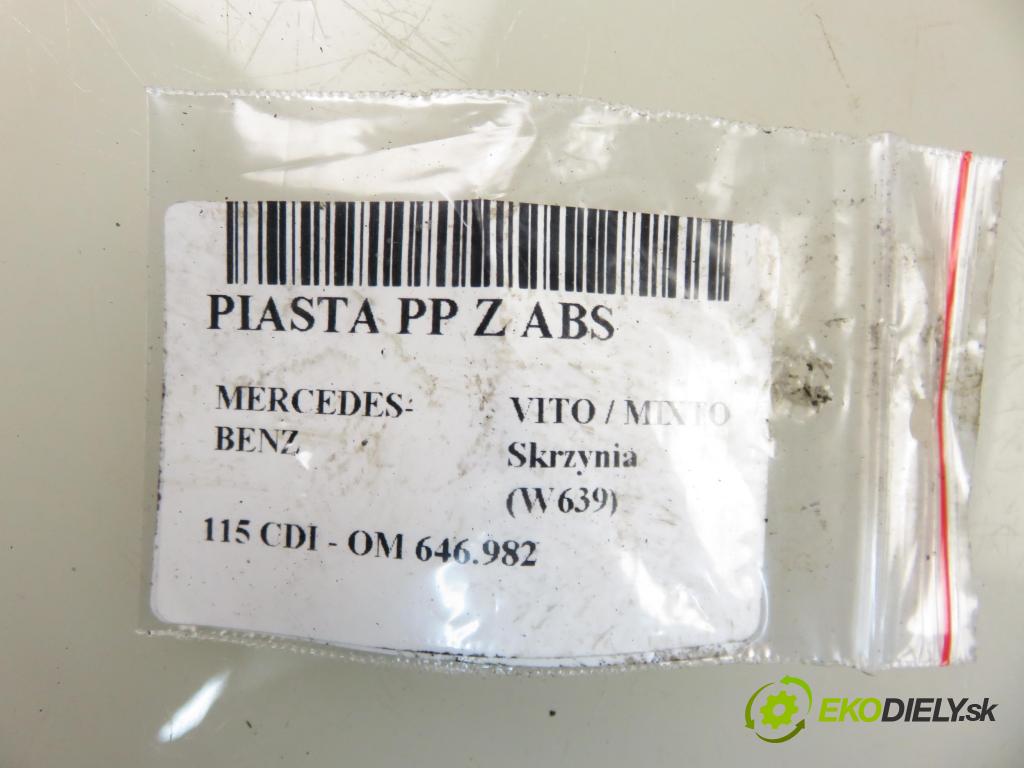 PIASTA PP Z ABS
MERCEDES-
BENZ
VITO / MIXTO
Skrzynia
(W639)
115 CDI - OM 646.982
EKODIELY.sk